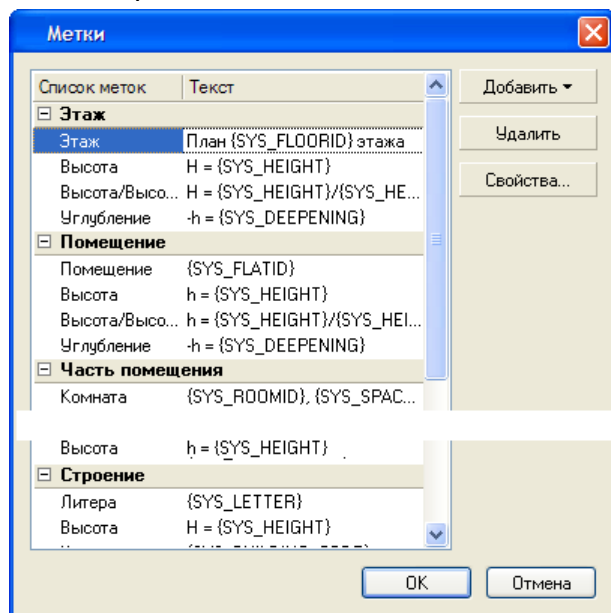 Метки
Список меток Текст
Добавить
Этаж
Удалить
Этаж План {SYS_FLOORID} этажа
Высота H = {SYS_HEIGHT}
Свойства...
Высота/Высо... H = {SYS_HEIGHT}/{SYS_HE...
Углубление -h = {SYS_DEEPENING}
Помещение
Помещение {SYS_FLATID}
Высота h = {SYS_HEIGHT}
Высота/Высо... h = {SYS_HEIGHT}/{SYS_HEI...
Углубление -h = {SYS_DEEPENING}
Часть помещения
Комната {SYS_ROOMID}, {SYS_SPAC...
Высота h = {SYS_HEIGHT}
Строение
Литера {SYS_LETTER}
Высота H = {SYS_HEIGHT}
OK Отмена